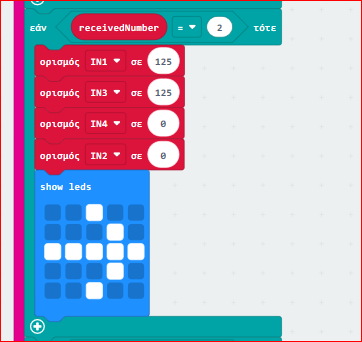 εάν receivedNumber = 2 τότε
ορισμός IN1 σε 125
ορισμός IN3 σε 125
ορισμός IN4 σε 0
ορισμός IN2 σε 0
show leds